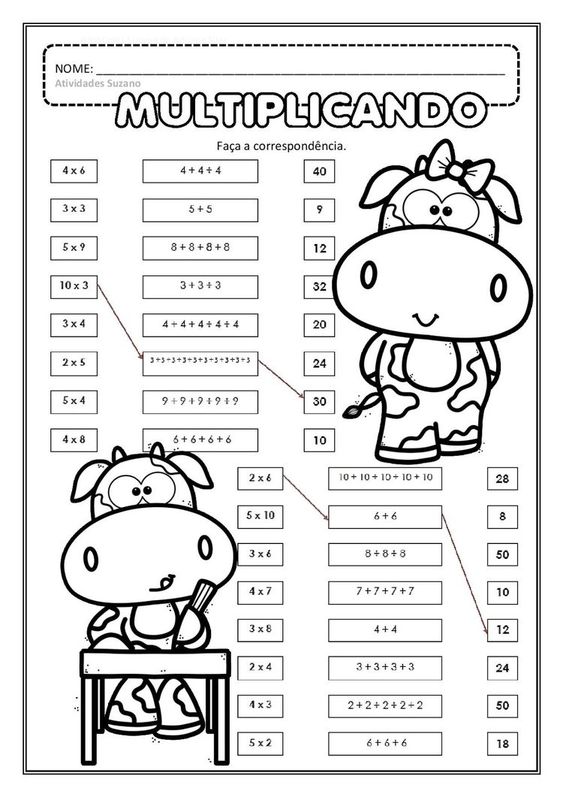 NOME:
Atividades Suzano
MULTIPLICANDO
Faça a correspondência.
4 x 6 4 + 4 + 4 40
3 x 3 5 + 5 9
5 x 9 8 + 8 + 8 + 8 12
10 x 3 3 + 3 + 3 32
3 x 4 4 + 4 + 4 + 4 + 4 20
2 x 5 3 +3 +3 +3 +3 +3 +3 +3 +3 +3 24
5 x 4 9 + 9 + 9 + 9 + 9 30
4 x 8 6 + 6 + 6 + 6 10
2 x 6 10 + 10 + 10 + 10 + 10 28
5 x 10 6 + 6 8
3 x 6 8 + 8 + 8 50
4 x 7 7 + 7 + 7 + 7 10
3 x 8 4 + 4 12
2 x 4 3 + 3 + 3 + 3 24
4 x 3 2 + 2 + 2 + 2 + 2 50
5 x 2 6 + 6 + 6 18